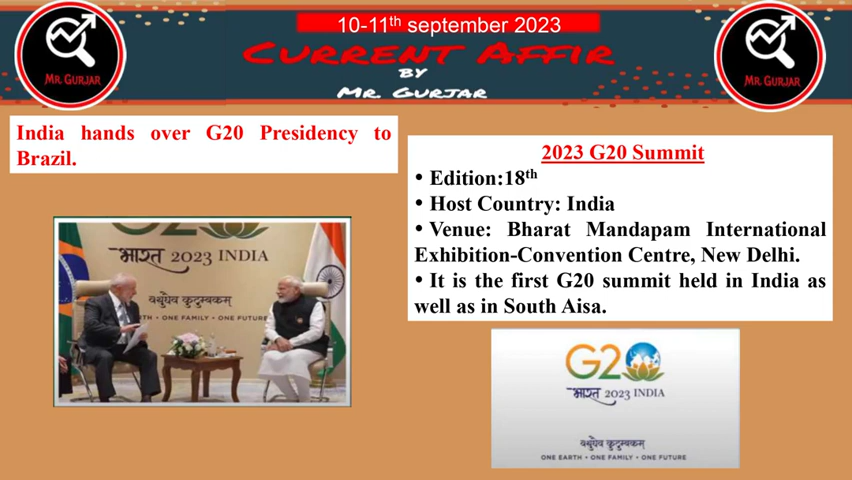 10-11th september 2023
CURRENT AFFIR
BY
MR. GURJAR
MR. GURJAR
MR. GURJAR
India hands over G20 Presidency to
Brazil.
G20
भारत 2023 INDIA
वसुधैव कुटुम्बकम्
EARTH • ONE FAMILY • ONE FUTURE
2023 G20 Summit
• Edition:18th
• Host Country: India
• Venue: Bharat Mandapam International
Exhibition-Convention Centre, New Delhi.
• It is the first G20 summit held in India as
well as in South Aisa.
G20
भारत 2023 INDIA
वसुधैव कुटुम्बकम्
ONE EARTH • ONE FAMILY • ONE FUTURE